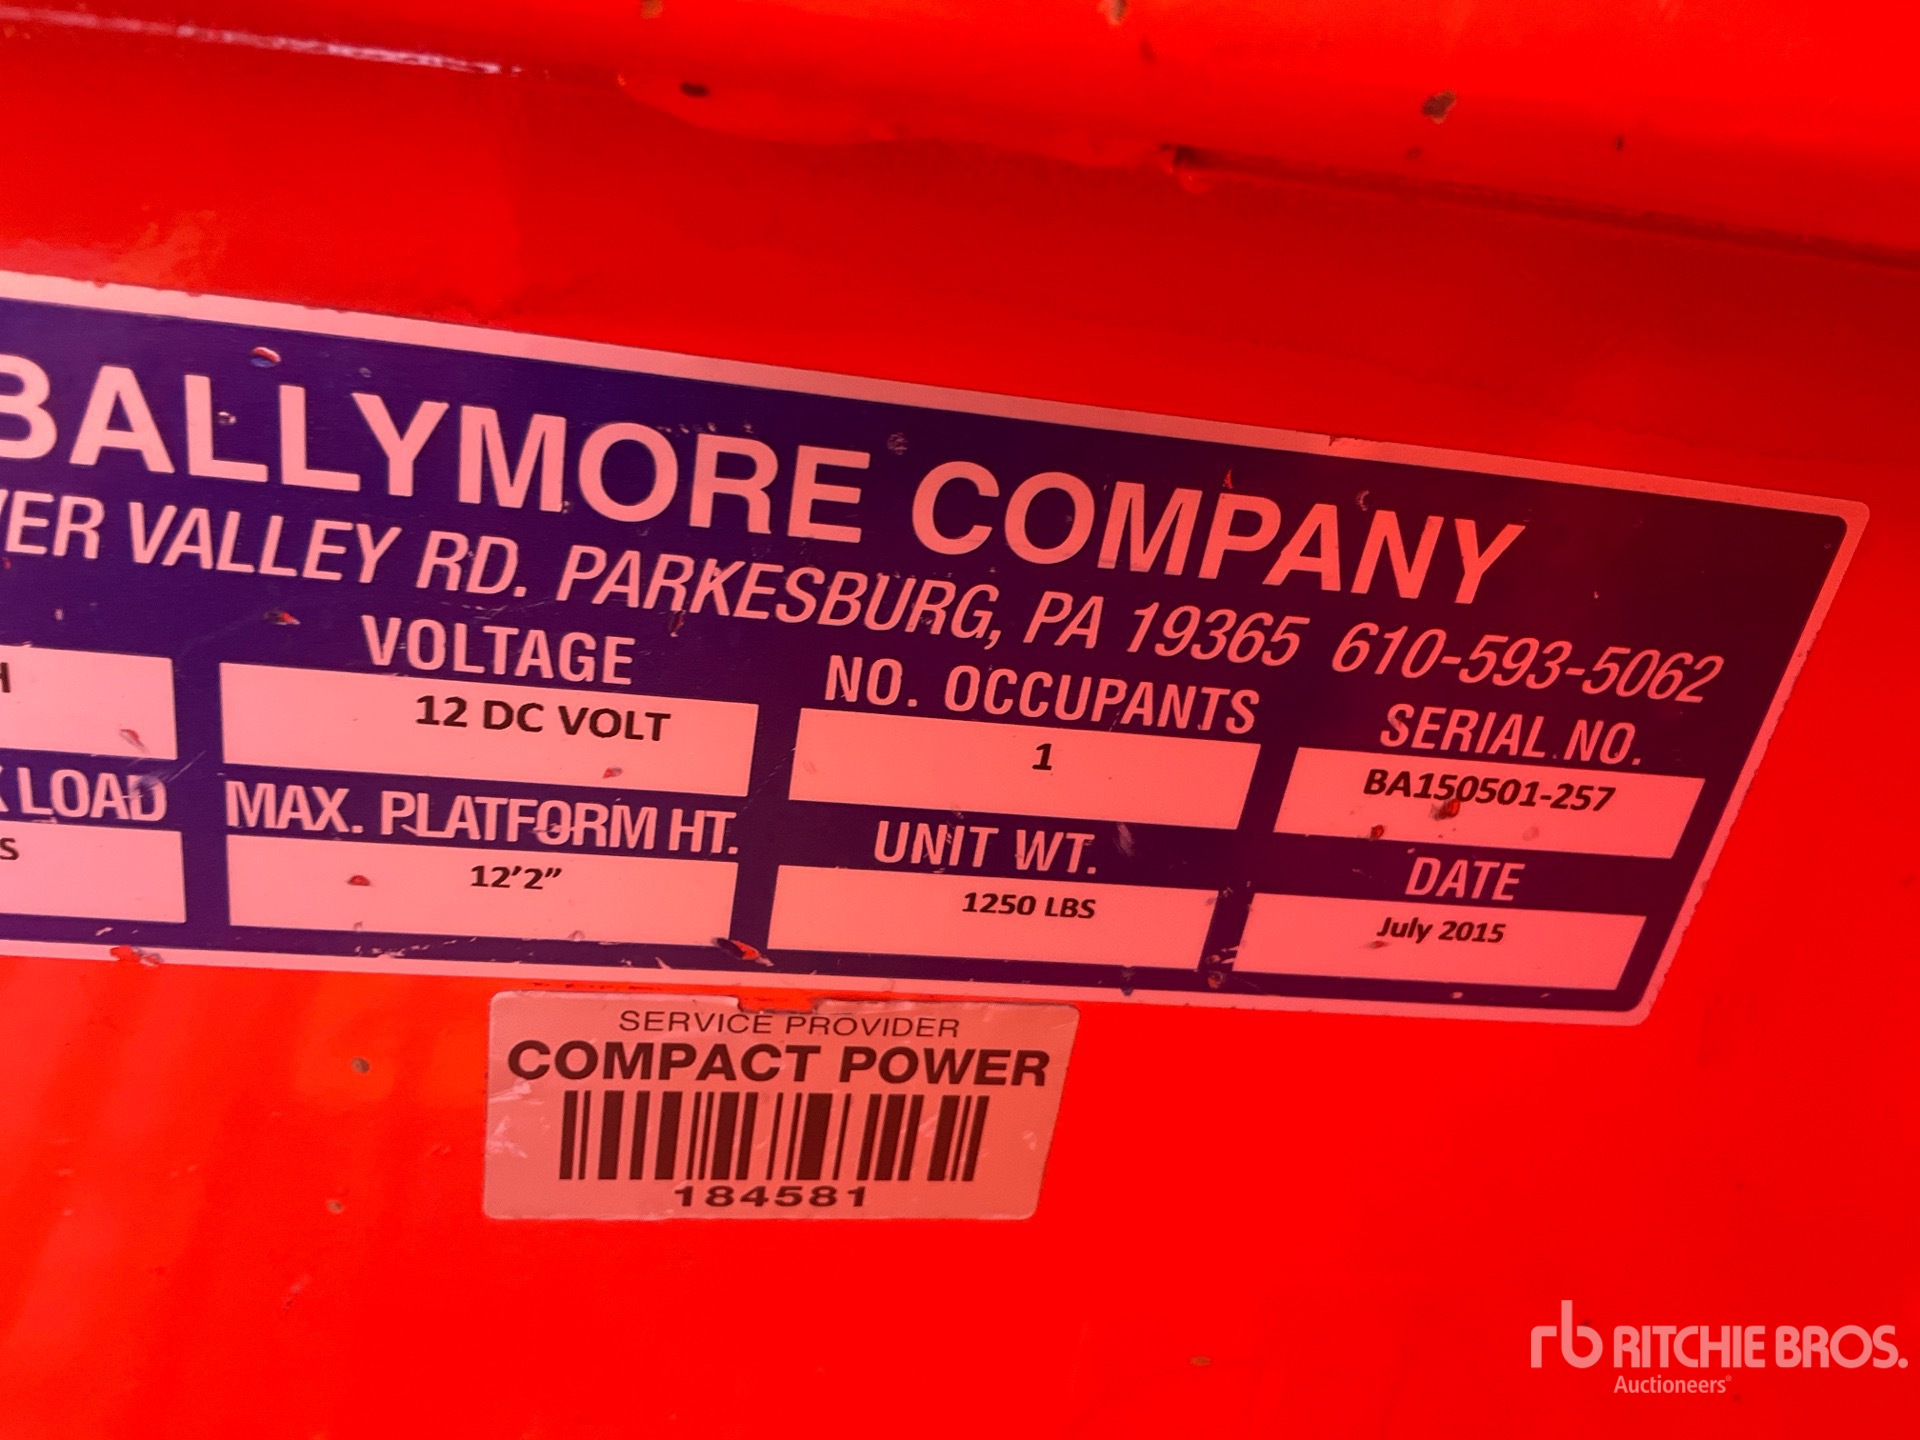 BALLYMORE COMPANY
VER VALLEY RD. PARKESBURG, PA 19365 610-593-5062
VOLTAGE NO. OCCUPANTS SERIAL NO.
H 12 DC VOLT 1 BA150501-257
LOAD MAX. PLATFORM HT. UNIT WT. DATE
S 12'2” 1250 LBS July 2015
SERVICE PROVIDER
COMPACT POWER
184581
rb RITCHIE BROS.
Auctioneers